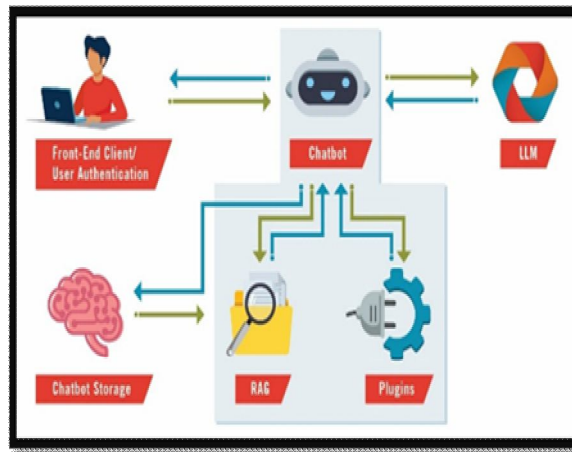 Front-End Client/
User Authentication
Chatbot
LLM
Chatbot Storage
RAG
Plugins